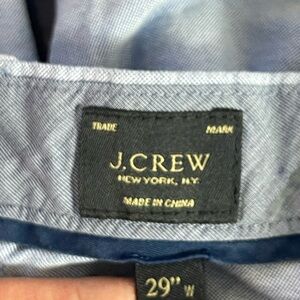 TRADE MARK
J.CREW
NEW YORK, N.Y.
MADE IN CHINA
29" W